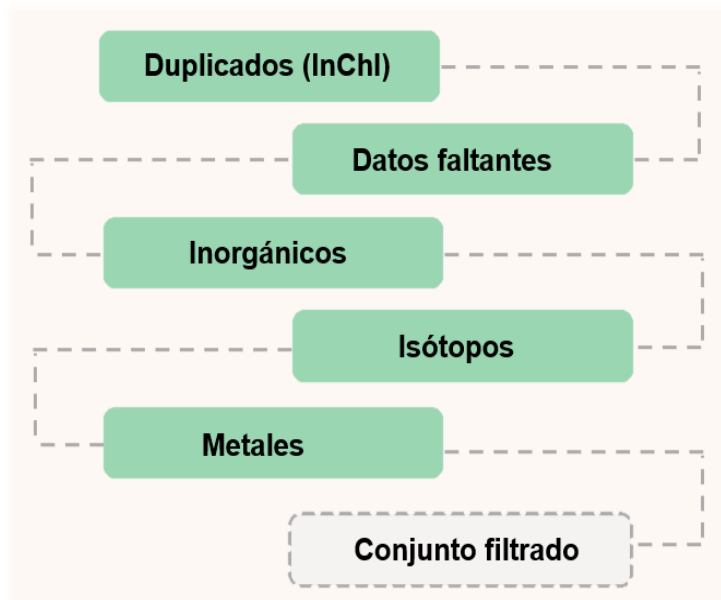 Duplicados (InChI)
Datos faltantes
Inorgánicos
Isótopos
Metales
Conjunto filtrado